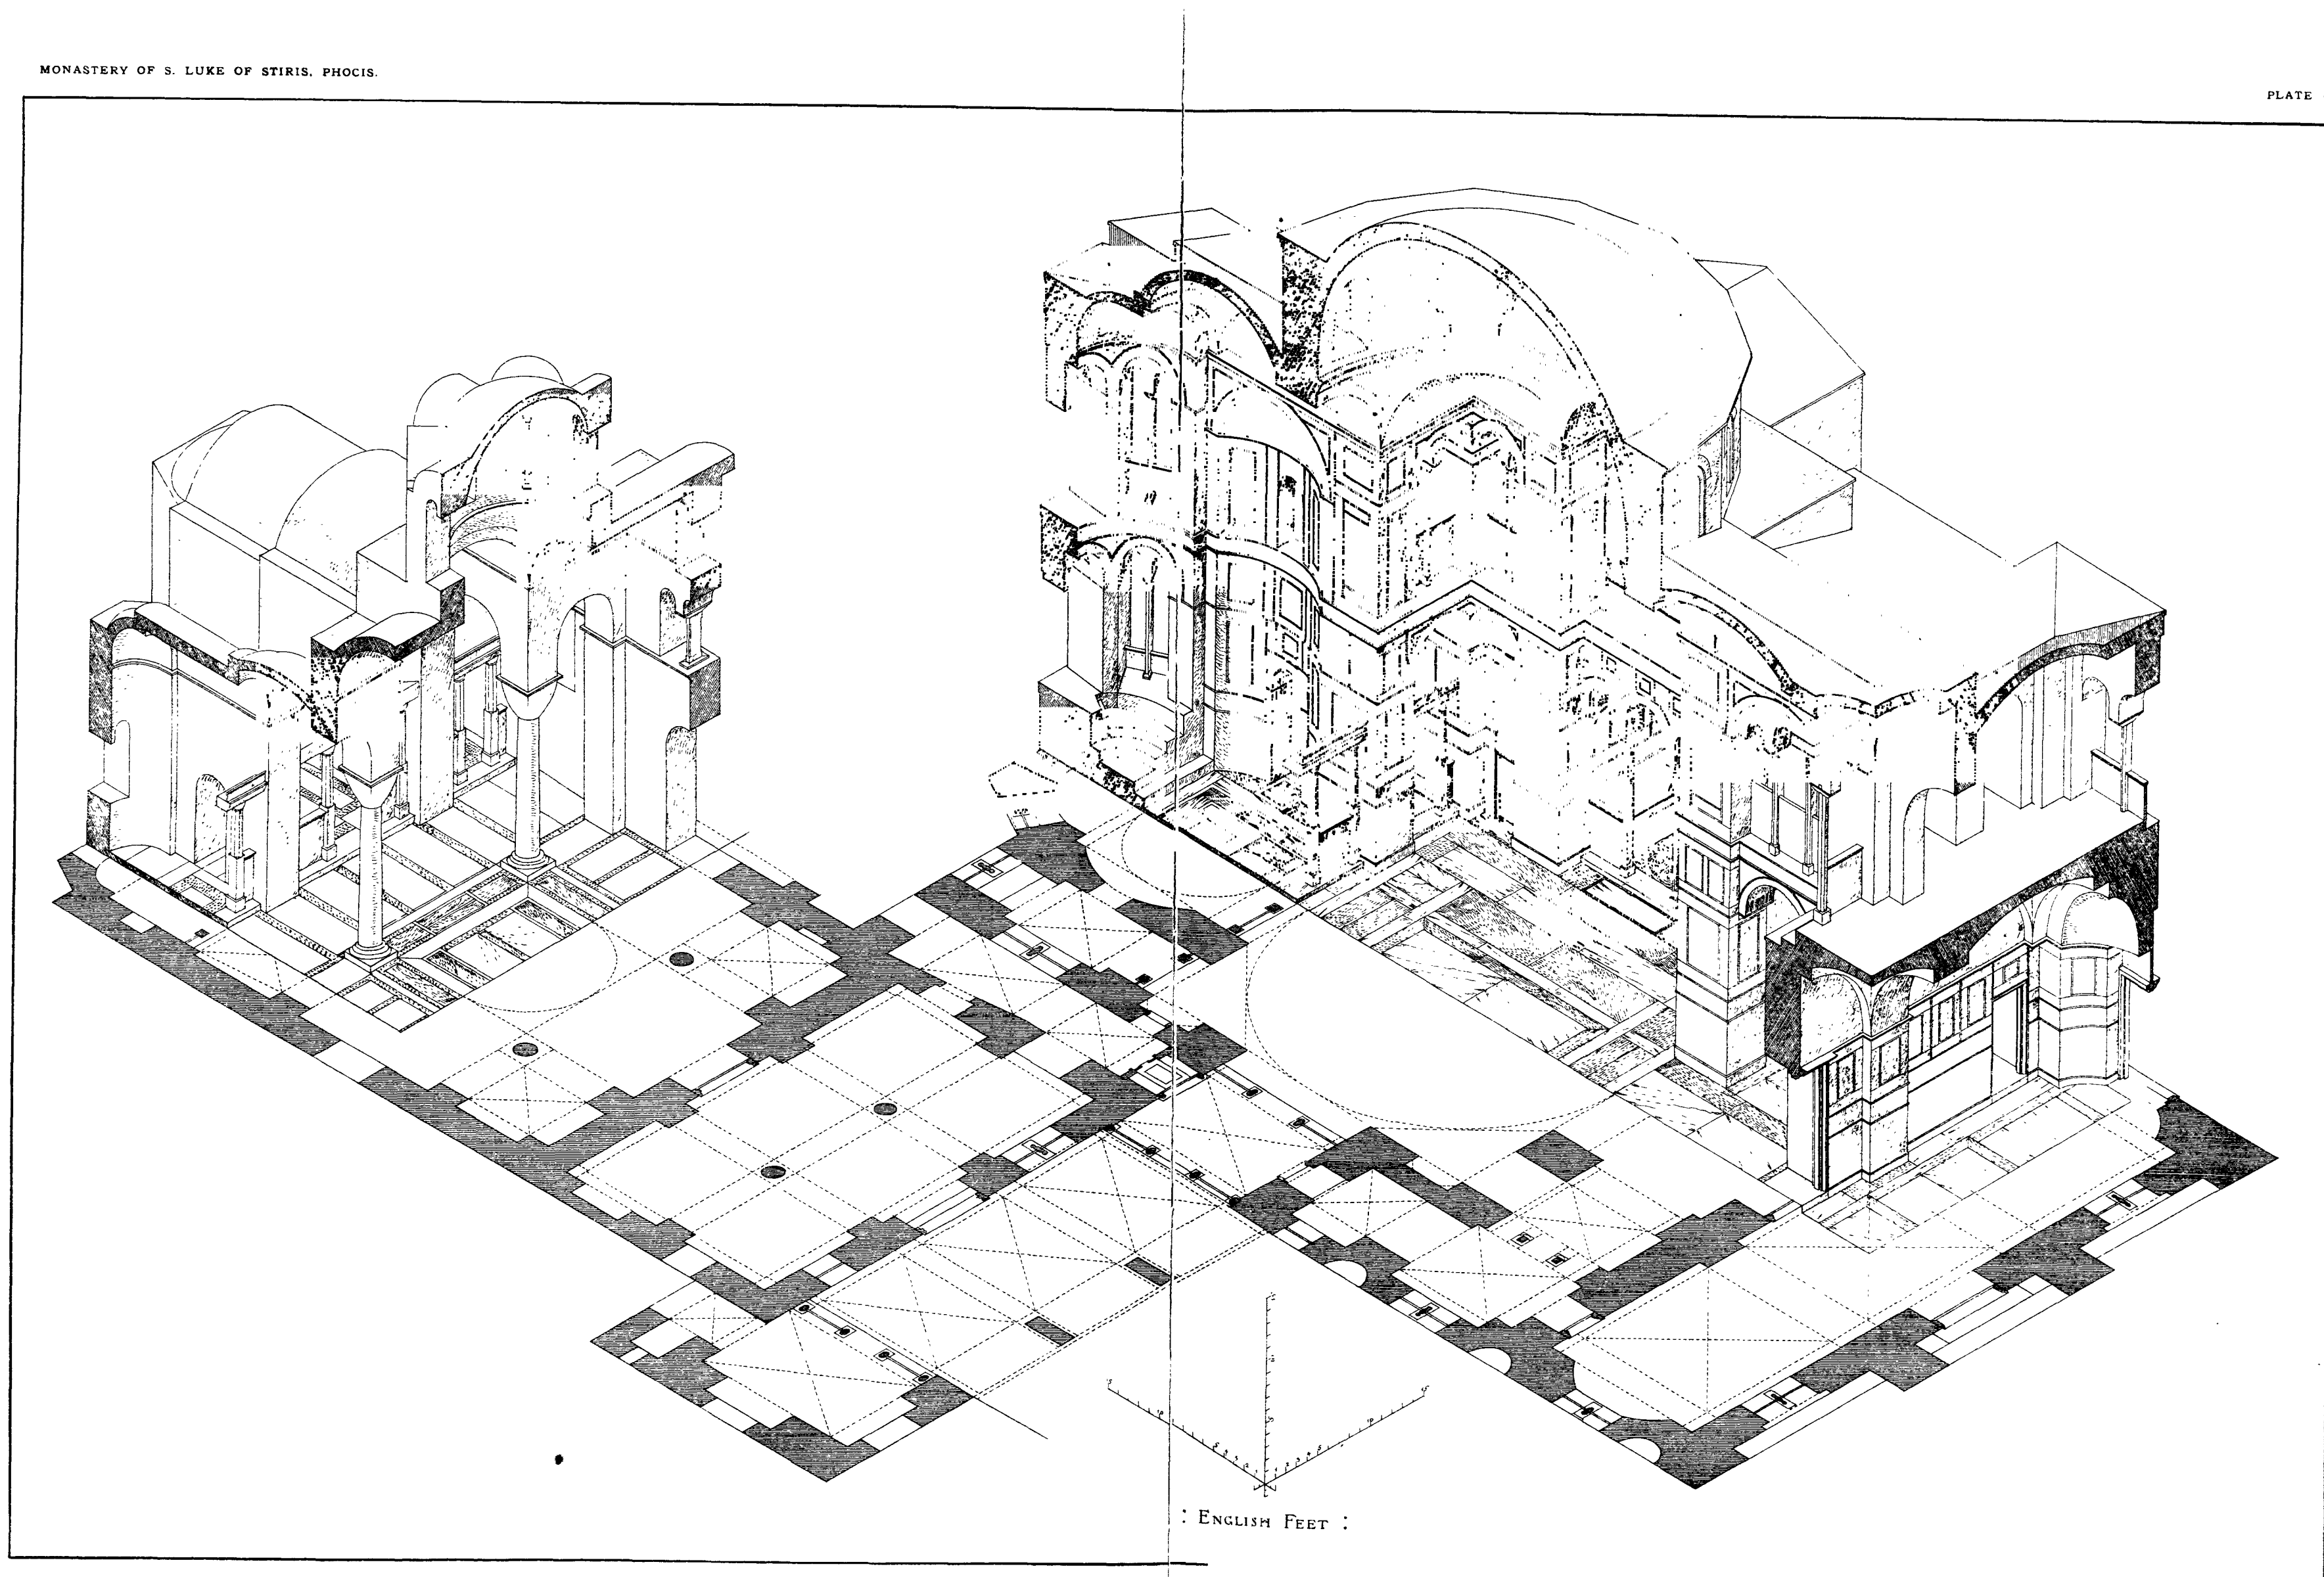 MONASTERY OF S. LUKE OF STIRIS, PHOCIS.
PLATE
: ENGLISH FEET :